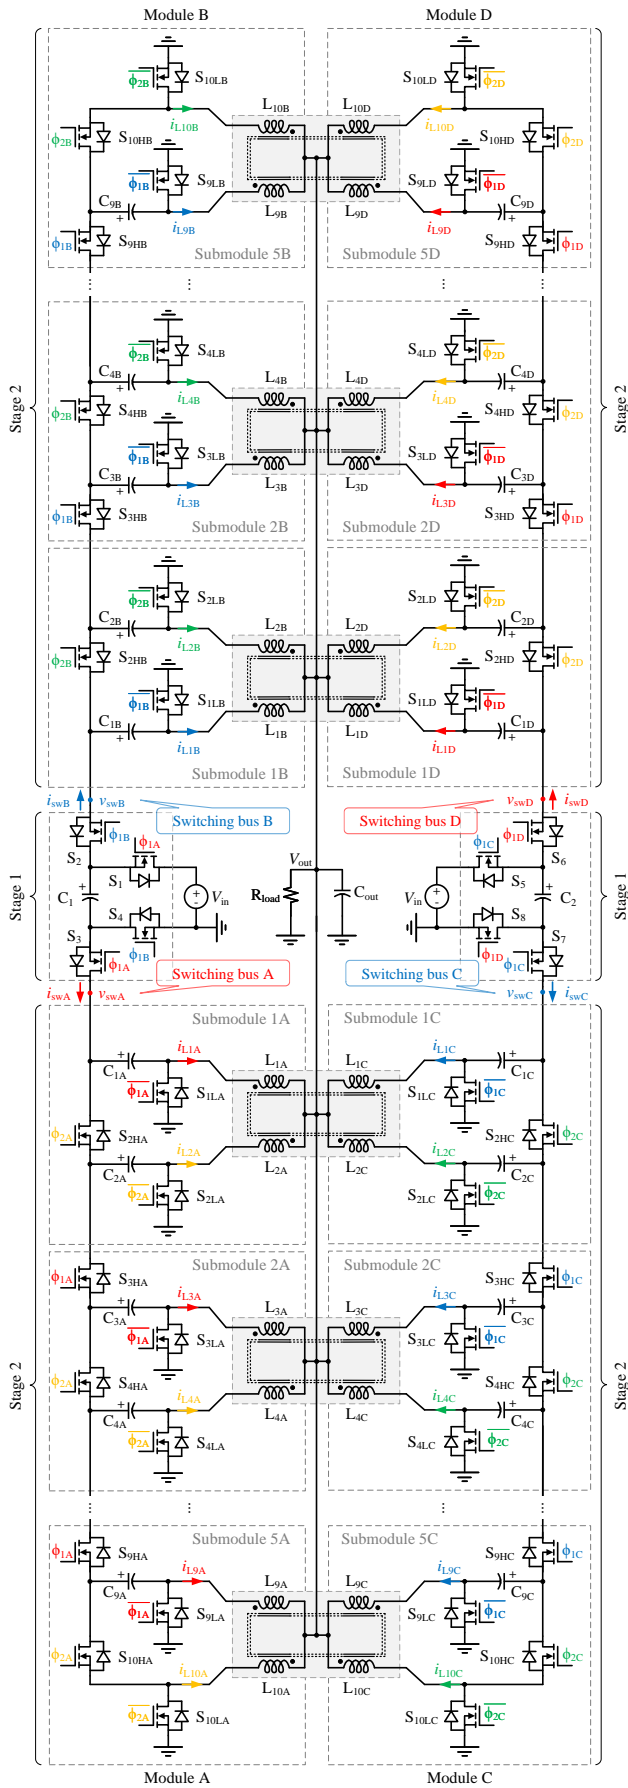 Module B Module D
S10LB S10LD
ϕ2B ϕ2D
L10B L10D
iL10B iL10D
ϕ2B S10HB S10HD ϕ2D
ϕ1B S9LB S9LD ϕ1D
C9B L9B L9D C9D
+ iL9B iL9D +
ϕ1B S9HB S9HD ϕ1D
Submodule 5B Submodule 5D
... ...
Stage 2 Stage 2
ϕ2B S4LB S4LD ϕ2D
C4B L4B L4D C4D
+ iL4B iL4D +
ϕ2B S4HB S4HD ϕ2D
ϕ1B S3LB S3LD ϕ1D
C3B L3B L3D C3D
+ iL3B iL3D +
ϕ1B S3HB S3HD ϕ1D
Submodule 2B Submodule 2D
ϕ2B S2LB S2LD ϕ2D
C2B L2B L2D C2D
+ iL2B iL2D +
ϕ2B S2HB S2HD ϕ2D
ϕ1B S1LB S1LD ϕ1D
C1B L1B L1D C1D
+ iL1B iL1D +
Submodule 1B Submodule 1D
iswB vswB vswD iswD
Switching bus B Switching bus D
ϕ1B ϕ1A ϕ1C ϕ1D
S2 S1 Vout S5 S6
Stage 1 C1 + Vin Rload Cout Vin + C2 Stage 1
S3 S4 S8 S7
ϕ1A ϕ1B ϕ1D ϕ1C
Switching bus A Switching bus C
iswA vswA vswC iswC
Submodule 1A Submodule 1C
+ iL1A iL1C +
C1A L1A L1C C1C
ϕ1A S1LA S1LC ϕ1C
ϕ2A S2HA S2HC ϕ2C
+ iL2A iL2C +
C2A L2A L2C C2C
ϕ2A S2LA S2LC ϕ2C
Submodule 2A Submodule 2C
ϕ1A S3HA S3HC ϕ1C
+ iL3A iL3C +
C3A L3A L3C C3C
ϕ1A S3LA S3LC ϕ1C
ϕ2A S4HA S4HC ϕ2C
+ iL4A iL4C +
C4A L4A L4C C4C
ϕ2A S4LA S4LC ϕ2C
Stage 2 Stage 2
... ...
Submodule 5A Submodule 5C
ϕ1A S9HA S9HC ϕ1C
+ iL9A iL9C +
C9A L9A L9C C9C
ϕ1A S9LA S9LC ϕ1C
ϕ2A S10HA S10HC ϕ2C
iL10A iL10C
L10A L10C
ϕ2A S10LA S10LC ϕ2C
Module A Module C